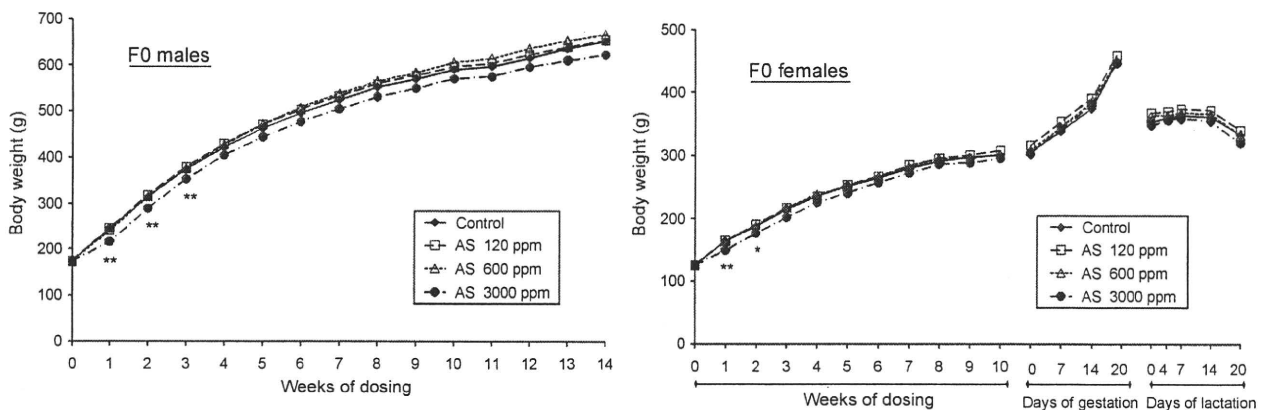 F0 males
Body weight (g)
700
600
500
400
300
200
100
0
**
**
**
Control
AS 120 ppm
AS 600 ppm
AS 3000 ppm
0 1 2 3 4 5 6 7 8 9 10 11 12 13 14
Weeks of dosing
F0 females
Body weight (g)
500
400
300
200
100
0
**
*
Control
AS 120 ppm
AS 600 ppm
AS 3000 ppm
0 1 2 3 4 5 6 7 8 9 10 0 7 14 20 0 4 7 14 20
Weeks of dosing Days of gestation Days of lactation